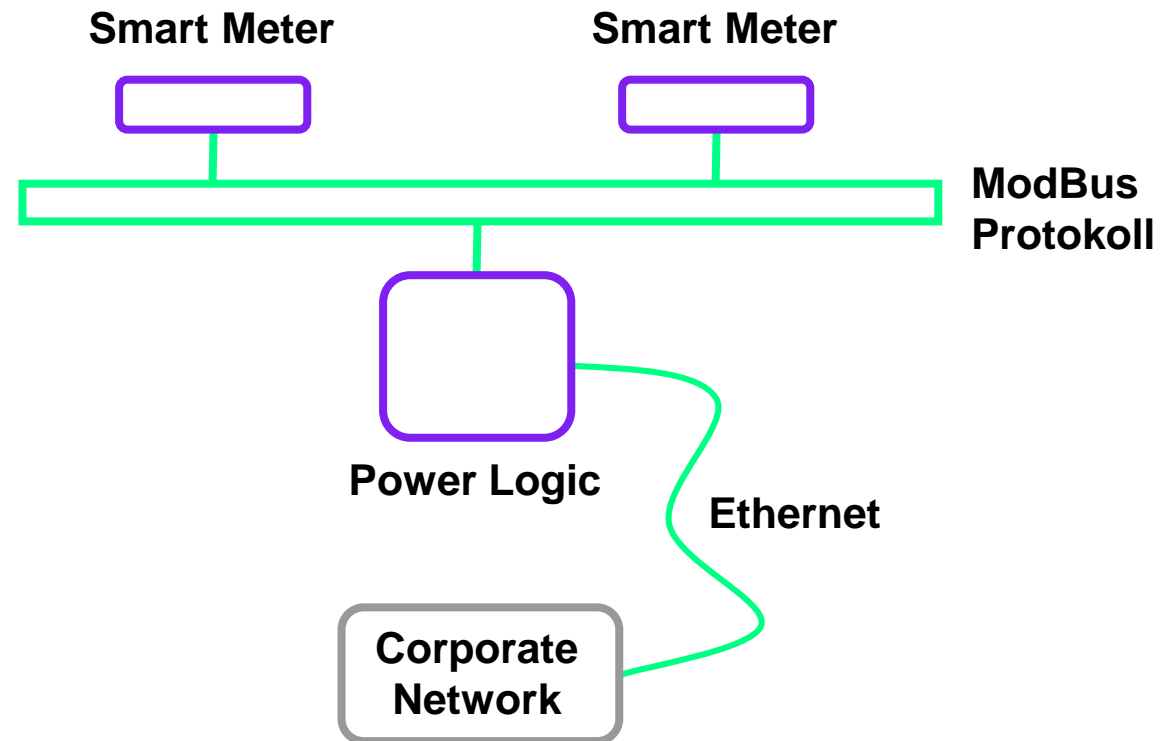 Smart Meter
Smart Meter
ModBus
Protokoll
Power Logic
Ethernet
Corporate
Network